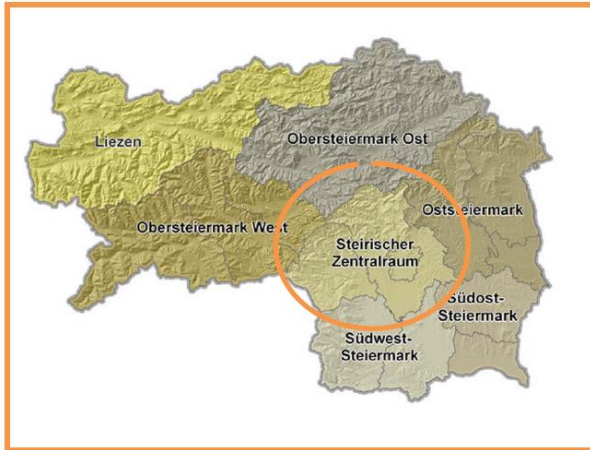 Liezen
Obersteiermark Ost
Obersteiermark West
Oststeiermark
Steirischer
Zentralraum
Südost-
Steiermark
Südwest-
Steiermark